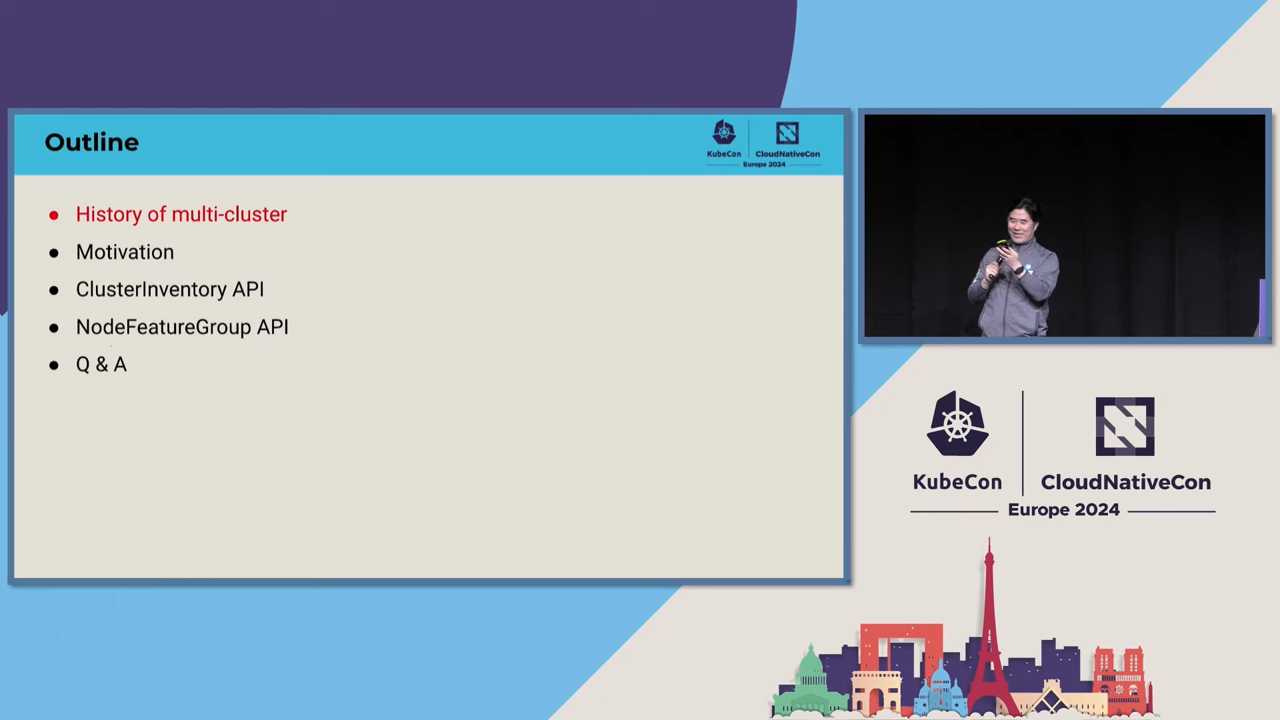 Outline
KubeCon
CloudNativeCon
Europe 2024
● History of multi-cluster
● Motivation
● ClusterInventory API
● NodeFeatureGroup API
● Q & A
KubeCon
CloudNativeCon
Europe 2024